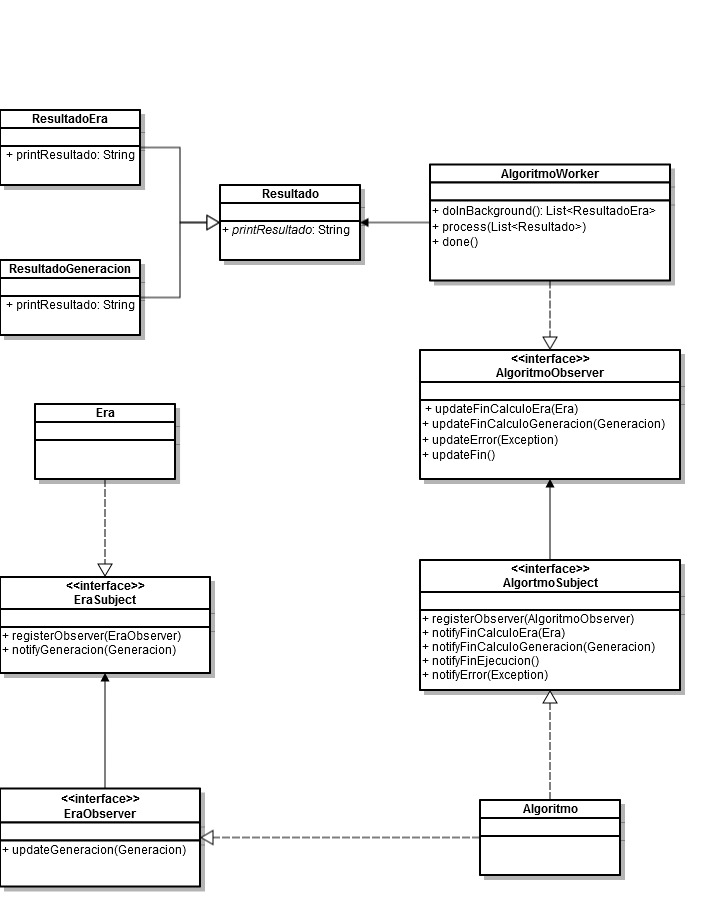 ResultadoEra
+ printResultado: String
Resultado
+ printResultado: String
ResultadoGeneracion
+ printResultado: String
AlgoritmoWorker
+ doInBackground(): List<ResultadoEra>
+ process(List<Resultado>)
+ done()
<<interface>>
AlgoritmoObserver
+ updateFinCalculoEra(Era)
+ updateFinCalculoGeneracion(Generacion)
+ updateError(Exception)
+ updateFin()
Era
<<interface>>
EraSubject
+ registerObserver(EraObserver)
+ notifyGeneracion(Generacion)
<<interface>>
AlgortmoSubject
+ registerObserver(AlgoritmoObserver)
+ notifyFinCalculoEra(Era)
+ notifyFinCalculoGeneracion(Generacion)
+ notifyFinEjecucion()
+ notifyError(Exception)
<<interface>>
EraObserver
+ updateGeneracion(Generacion)
Algoritmo